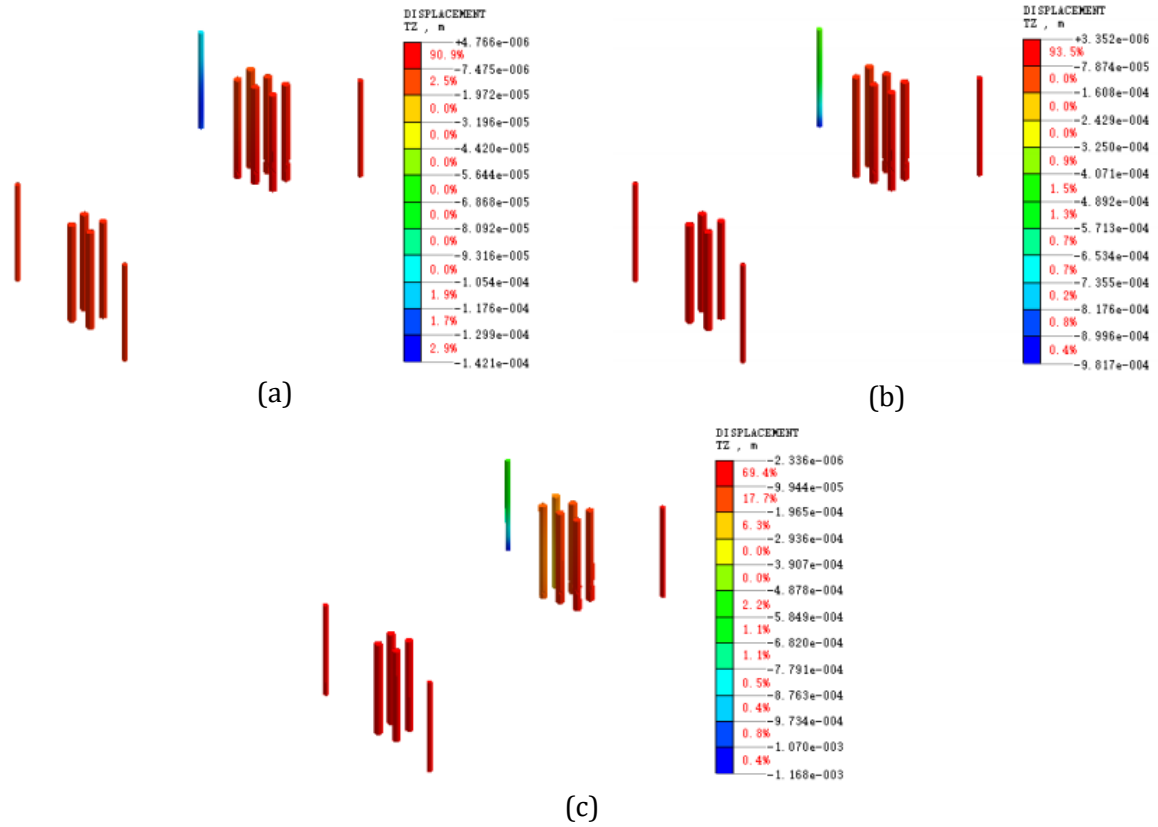 DISPLACEMENT
TZ , m
+4.766e-006
90.9%
-7.475e-006
2.5%
-1.972e-005
0.0%
-3.196e-005
0.0%
-4.420e-005
0.0%
-5.644e-005
0.0%
-6.868e-005
0.0%
-8.092e-005
0.0%
-9.316e-005
0.0%
-1.054e-004
1.9%
-1.176e-004
1.7%
-1.299e-004
2.9%
-1.421e-004
(a)
DISPLACEMENT
TZ , m
+3.352e-006
93.5%
-7.874e-005
0.0%
-1.608e-004
0.0%
-2.429e-004
0.0%
-3.250e-004
0.9%
-4.071e-004
1.5%
-4.892e-004
1.3%
-5.713e-004
0.7%
-6.534e-004
0.7%
-7.355e-004
0.2%
-8.176e-004
0.8%
-8.996e-004
0.4%
-9.817e-004
(b)
DISPLACEMENT
TZ , m
-2.336e-006
69.4%
-9.944e-005
17.7%
-1.965e-004
6.3%
-2.936e-004
0.0%
-3.907e-004
0.0%
-4.878e-004
2.2%
-5.849e-004
1.1%
-6.820e-004
1.1%
-7.791e-004
0.5%
-8.763e-004
0.4%
-9.734e-004
0.8%
-1.070e-003
0.4%
-1.168e-003
(c)